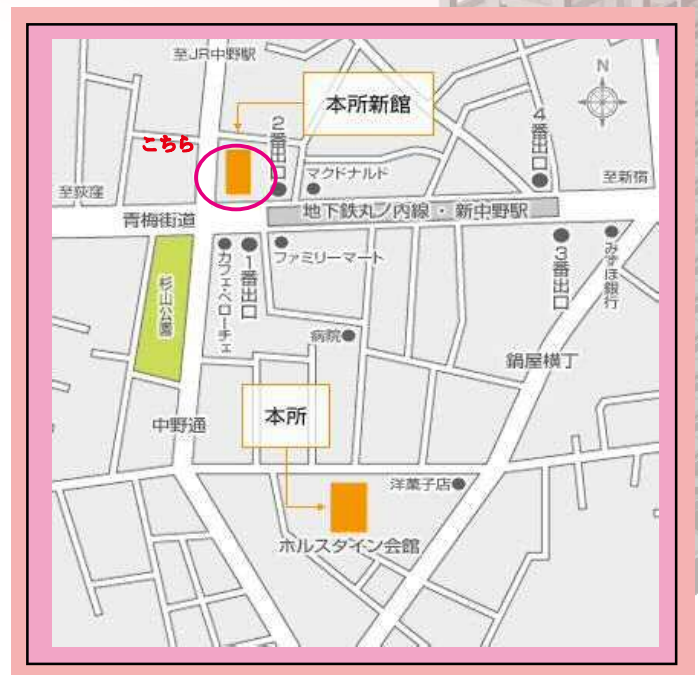 至JR中野駅
本所新館
N
こちら
2番出口
4番出口
マクドナルド
至荻窪
至新宿
青梅街道
地下鉄丸ノ内線・新中野駅
カフェ・ベローチェ
1番出口
ファミリーマート
3番出口
みずほ銀行
杉山公園
病院
鍋屋横丁
中野通
本所
洋菓子店
ホルスタイン会館